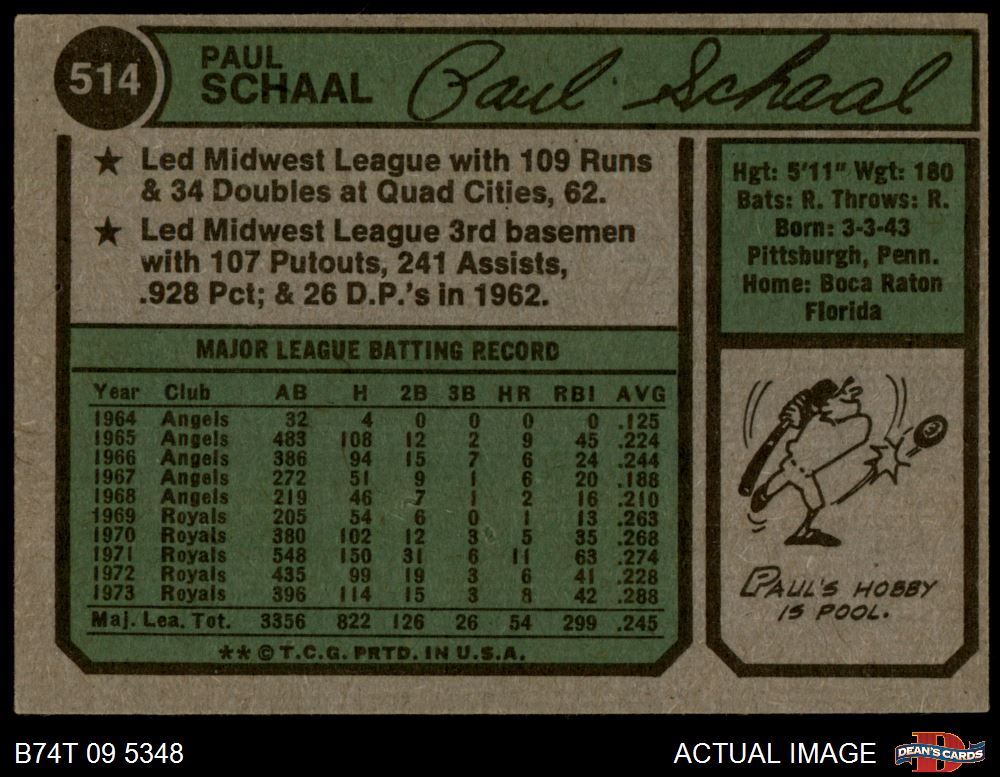 514
PAUL
SCHAAL
Paul Schaal
★ Led Midwest League with 109 Runs
& 34 Doubles at Quad Cities, 62.
★ Led Midwest League 3rd basemen
with 107 Putouts, 241 Assists,
.928 Pct; & 26 D.P.'s in 1962.
Hgt: 5'11" Wgt: 180
Bats: R. Throws: R.
Born: 3-3-43
Pittsburgh, Penn.
Home: Boca Raton
Florida
MAJOR LEAGUE BATTING RECORD
Year Club AB H 2B 3B HR RBI AVG
1964 Angels 32 4 0 0 0 0 .125
1965 Angels 483 108 12 2 9 45 .224
1966 Angels 386 94 15 7 6 24 .244
1967 Angels 272 51 9 1 6 20 .188
1968 Angels 219 46 7 1 2 16 .210
1969 Royals 205 54 6 0 1 13 .263
1970 Royals 380 102 12 3 5 35 .268
1971 Royals 548 150 31 6 11 63 .274
1972 Royals 435 99 19 3 6 41 .228
1973 Royals 396 114 15 3 8 42 .288
Maj. Lea. Tot. 3356 822 126 26 54 299 .245
** © T.C.G. PRTD. IN U.S.A.
8
PAUL'S HOBBY
IS POOL.
B74T 09 5348
ACTUAL IMAGE
D
DEAN'S CARDS